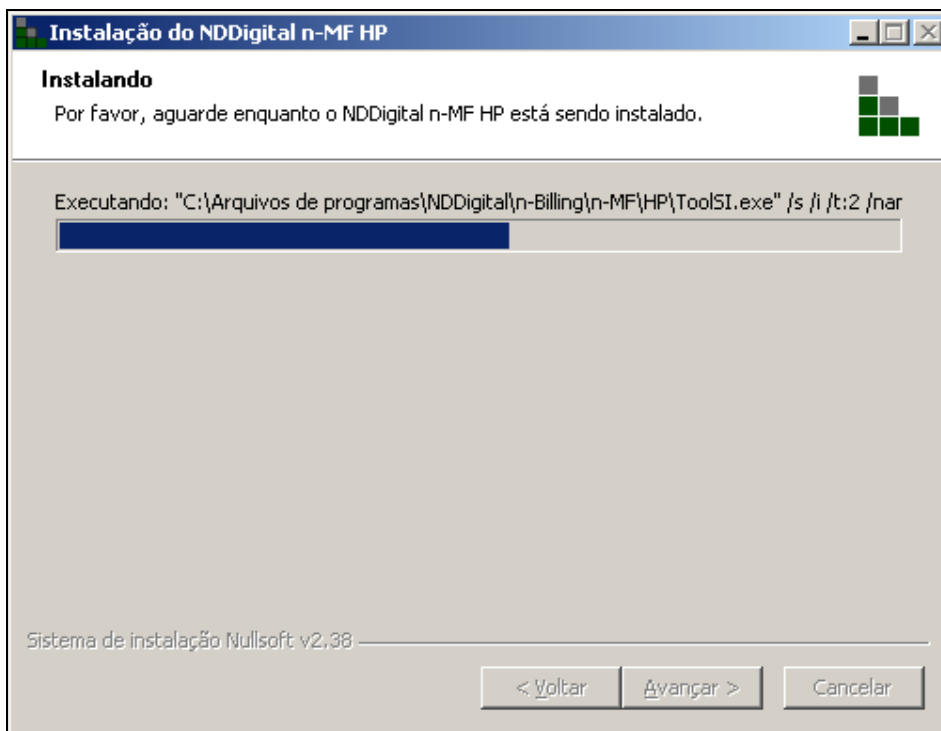 Instalação do NDDigital n-MF HP
Instalando
Por favor, aguarde enquanto o NDDigital n-MF HP está sendo instalado.
Executando: "C:\Arquivos de programas\NDDigital\n-Billing\n-MF\HP\ToolSI.exe" /s /i /t:2 /nar
Sistema de instalação Nullsoft v2.38
< Voltar
Avançar >
Cancelar